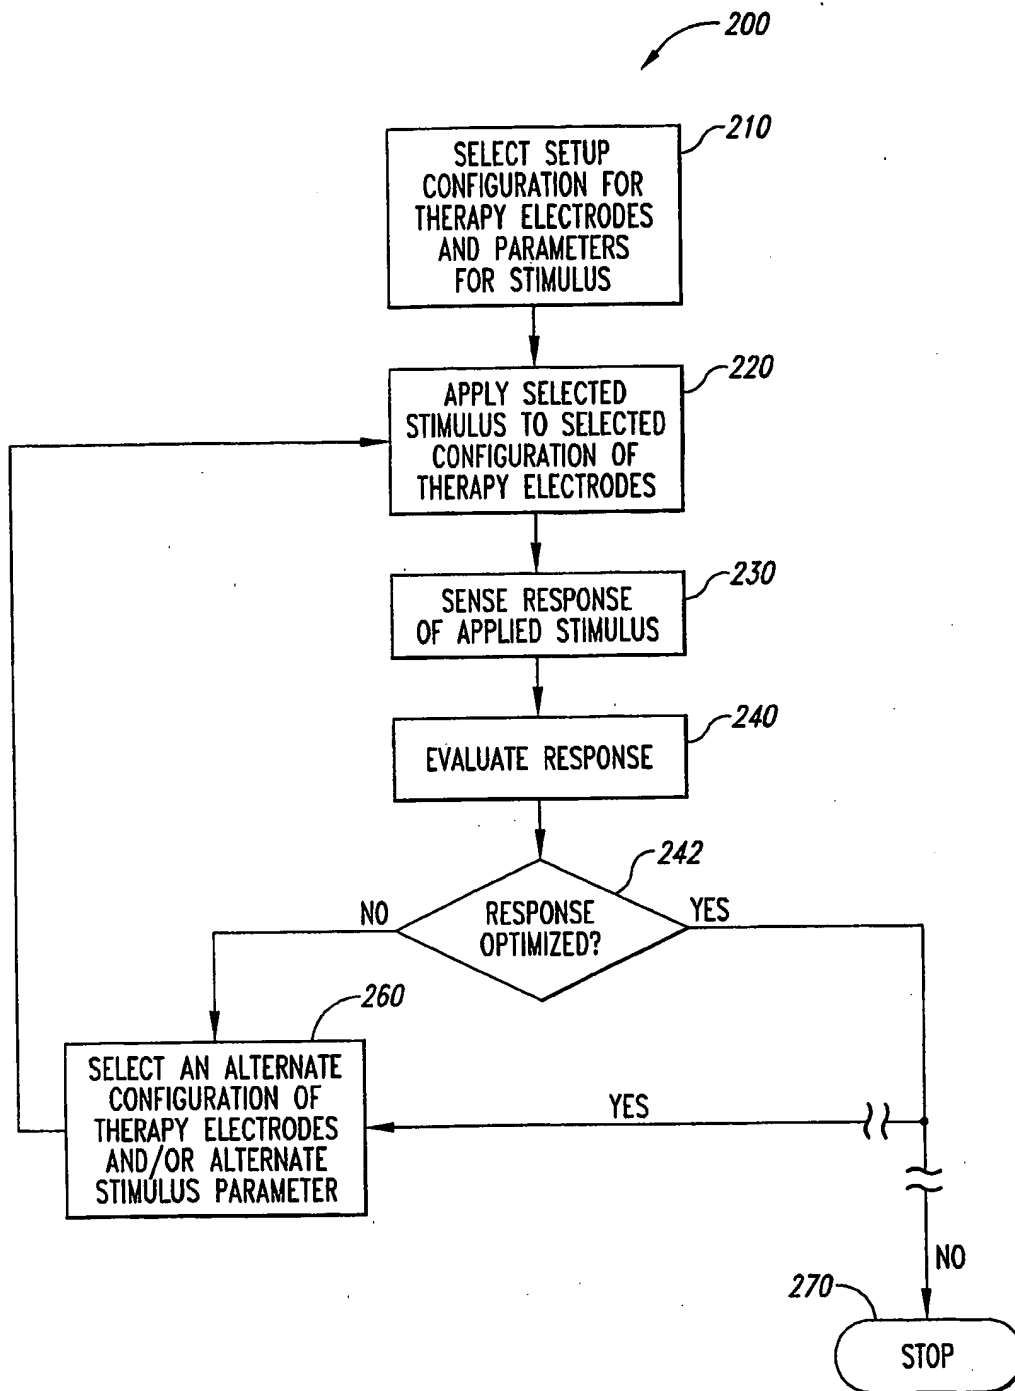 200
210
SELECT SETUP
CONFIGURATION FOR
THERAPY ELECTRODES
AND PARAMETERS
FOR STIMULUS
220
APPLY SELECTED
STIMULUS TO SELECTED
CONFIGURATION OF
THERAPY ELECTRODES
230
SENSE RESPONSE
OF APPLIED STIMULUS
240
EVALUATE RESPONSE
242
NO
RESPONSE
OPTIMIZED?
YES
260
SELECT AN ALTERNATE
CONFIGURATION OF
THERAPY ELECTRODES
AND/OR ALTERNATE
STIMULUS PARAMETER
YES
NO
270
STOP